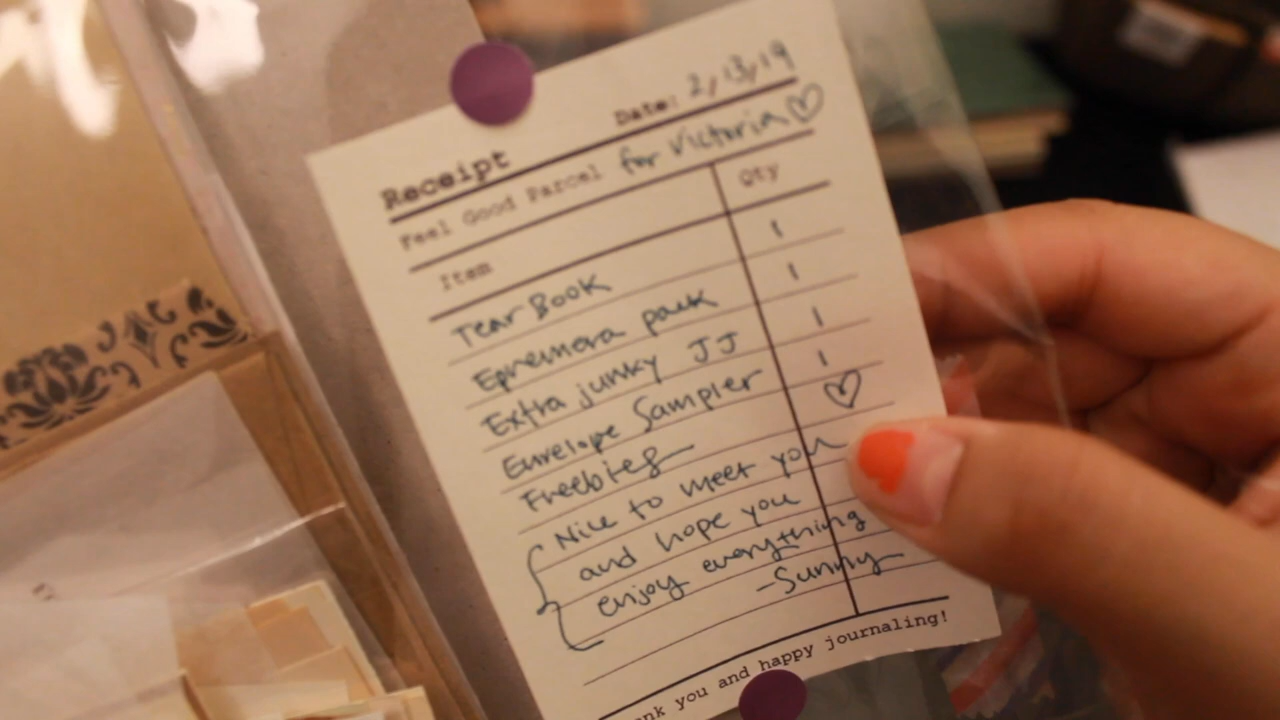 Receipt Date: 2/13/19
Feel Good Parcel for Victoria ♡
Item Qty
Tear Book 1
Ephemera pack 1
Extra junky JJ 1
Envelope Sampler 1
Freebies ♡
Nice to meet you
and hope you
enjoy everything
-Sunny
you and happy journaling!